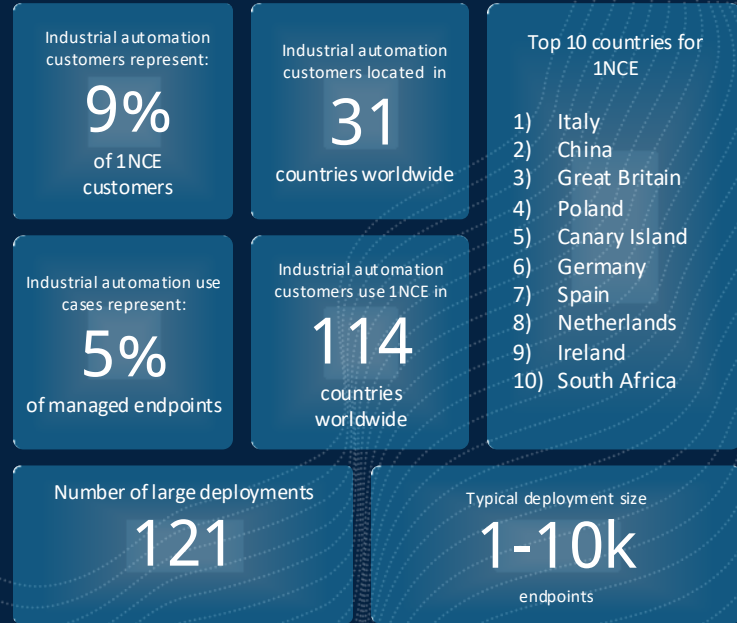 Industrial automation
customers represent:
9%
of 1NCE
customers
Industrial automation
customers located in
31
countries worldwide
Top 10 countries for
1NCE
1) Italy
2) China
3) Great Britain
4) Poland
5) Canary Island
6) Germany
7) Spain
8) Netherlands
9) Ireland
10) South Africa
Industrial automation use
cases represent:
5%
of managed endpoints
Industrial automation
customers use 1NCE in
114
countries
worldwide
Number of large deployments
121
Typical deployment size
1-10k
endpoints